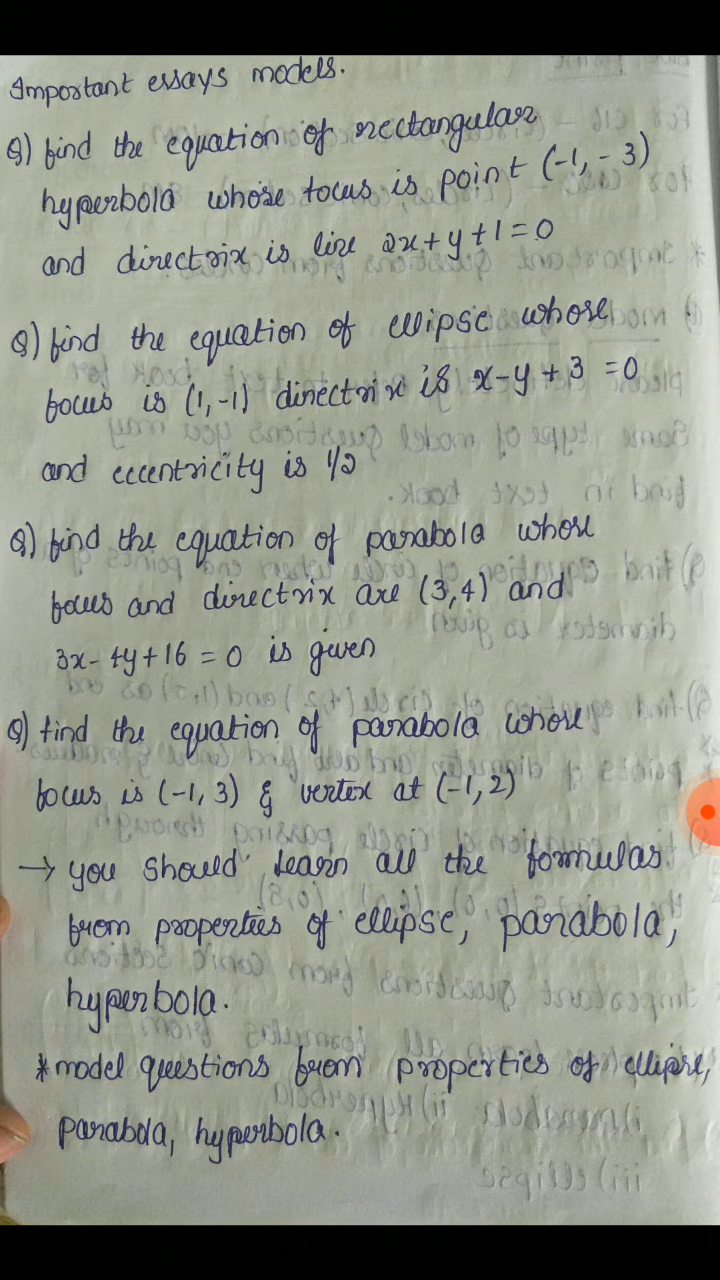 Important essays models.
Q) find the equation of rectangular
hyperbola whose focus is point (-1, -3)
and directrix is line 2x+y+1=0
Q) find the equation of ellipse whose
focus is (1,-1) directrix is x-y+3=0
and eccentricity is 1/2
Q) find the equation of parabola whose
focus and directrix are (3,4) and
3x-4y+16=0 is given
Q) find the equation of parabola whose
focus is (-1,3) & vertex at (-1,2)
→ you should learn all the formulas
from properties of ellipse, parabola,
hyperbola.
*model questions from properties of ellipse,
Parabola, hyperbola.